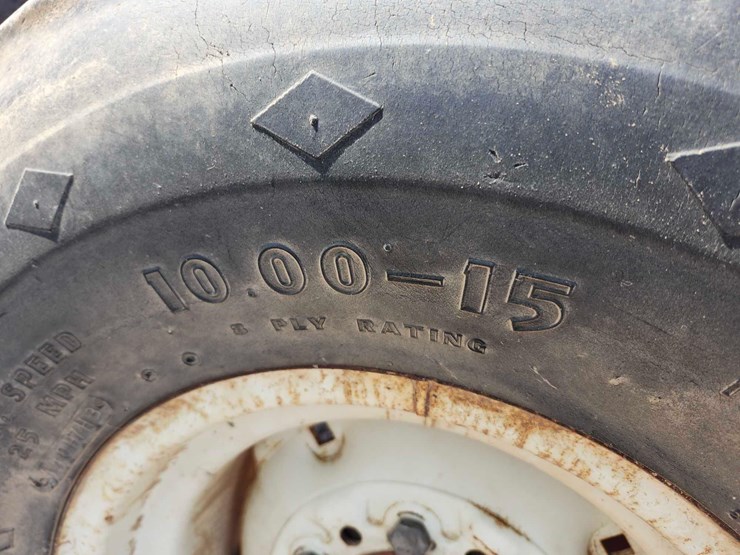 10.00-15
8 PLY RATING
SPEED
25 MPH